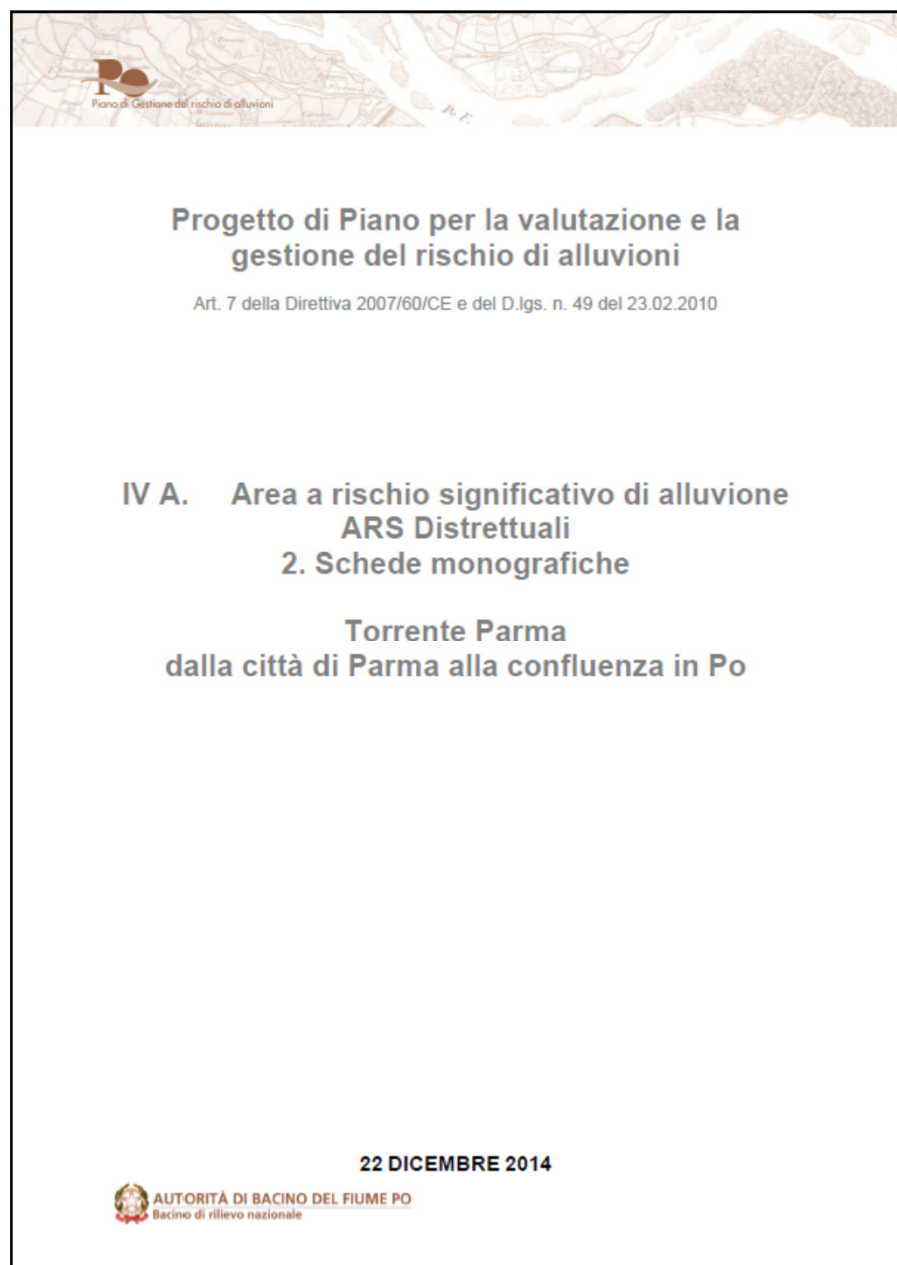 Po
Piano di Gestione del rischio di alluvioni
P. F.
Progetto di Piano per la valutazione e la
gestione del rischio di alluvioni
Art. 7 della Direttiva 2007/60/CE e del D.lgs. n. 49 del 23.02.2010
IV A. Area a rischio significativo di alluvione
ARS Distrettuali
2. Schede monografiche
Torrente Parma
dalla città di Parma alla confluenza in Po
22 DICEMBRE 2014
AUTORITÀ DI BACINO DEL FIUME PO
Bacino di rilievo nazionale